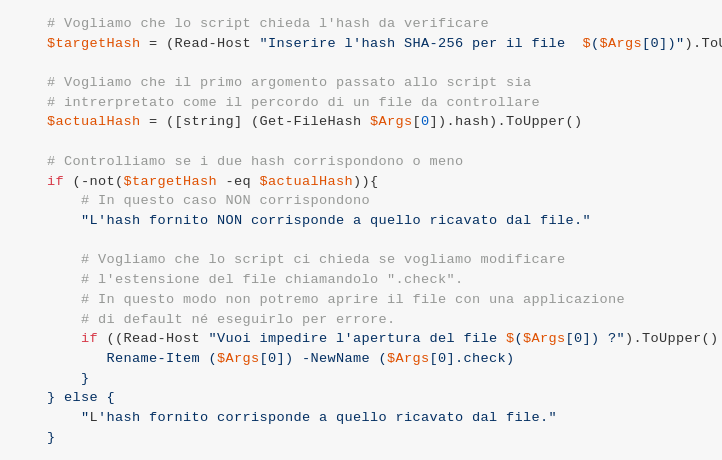 # Vogliamo che lo script chieda l'hash da verificare
$targetHash = (Read-Host "Inserire l'hash SHA-256 per il file  $($Args[0])").ToU
# Vogliamo che il primo argomento passato allo script sia
# intrerpretato come il percordo di un file da controllare
$actualHash = ([string] (Get-FileHash $Args[0]).hash).ToUpper()
# Controlliamo se i due hash corrispondono o meno
if (-not($targetHash -eq $actualHash)){
# In questo caso NON corrispondono
"L'hash fornito NON corrisponde a quello ricavato dal file."
# Vogliamo che lo script ci chieda se vogliamo modificare
# l'estensione del file chiamandolo ".check".
# In questo modo non potremo aprire il file con una applicazione
# di default né eseguirlo per errore.
if ((Read-Host "Vuoi impedire l'apertura del file $($Args[0]) ?").ToUpper()
Rename-Item ($Args[0]) -NewName ($Args[0].check)
}
} else {
"L'hash fornito corrisponde a quello ricavato dal file."
}